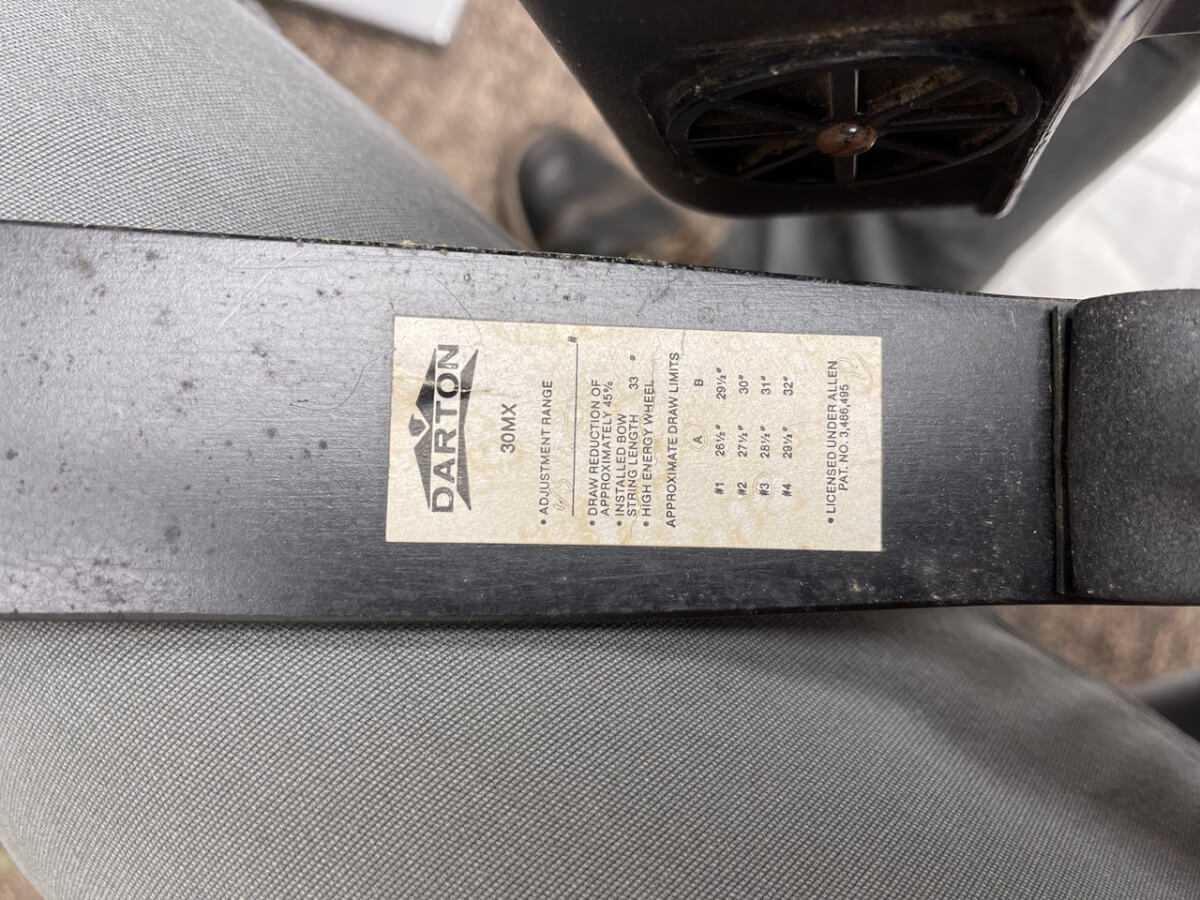 DARTON
30MX
• ADJUSTMENT RANGE
#
• DRAW REDUCTION OF
APPROXIMATELY 45%
• INSTALLED BOW
STRING LENGTH 33 "
• HIGH ENERGY WHEEL
APPROXIMATE DRAW LIMITS
A B
#1 26½" 29½"
#2 27½" 30"
#3 28½" 31"
#4 29½" 32"
• LICENSED UNDER ALLEN
PAT. NO. 3,486,495